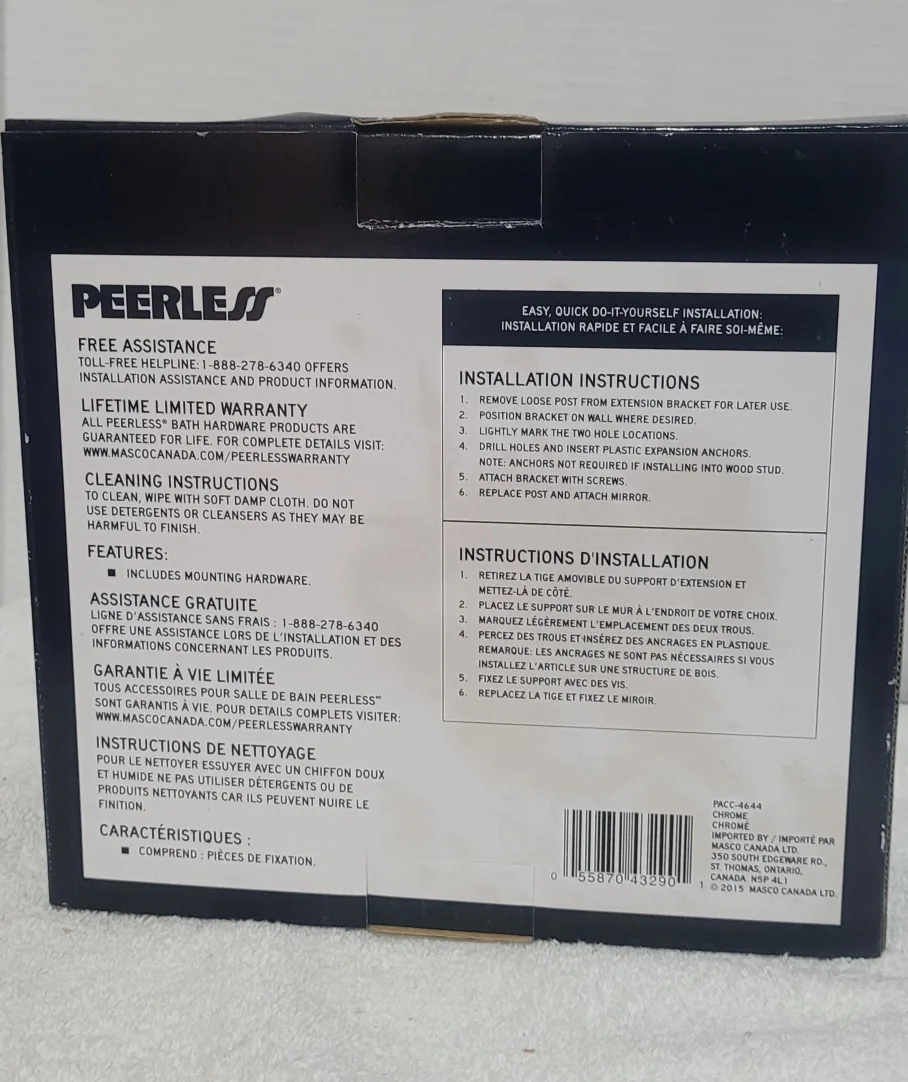 PEERLESS®
FREE ASSISTANCE
TOLL-FREE HELPLINE: 1-888-278-6340 OFFERS
INSTALLATION ASSISTANCE AND PRODUCT INFORMATION.
LIFETIME LIMITED WARRANTY
ALL PEERLESS® BATH HARDWARE PRODUCTS ARE
GUARANTEED FOR LIFE. FOR COMPLETE DETAILS VISIT:
WWW.MASCOCANADA.COM/PEERLESSWARRANTY
CLEANING INSTRUCTIONS
TO CLEAN, WIPE WITH SOFT DAMP CLOTH. DO NOT
USE DETERGENTS OR CLEANSERS AS THEY MAY BE
HARMFUL TO FINISH.
FEATURES:
■ INCLUDES MOUNTING HARDWARE.
ASSISTANCE GRATUITE
LIGNE D'ASSISTANCE SANS FRAIS : 1-888-278-6340
OFFRE UNE ASSISTANCE LORS DE L'INSTALLATION ET DES
INFORMATIONS CONCERNANT LES PRODUITS.
GARANTIE À VIE LIMITÉE
TOUS ACCESSOIRES POUR SALLE DE BAIN PEERLESS™
SONT GARANTIS À VIE. POUR DETAILS COMPLETS VISITER:
WWW.MASCOCANADA.COM/PEERLESSWARRANTY
INSTRUCTIONS DE NETTOYAGE
POUR LE NETTOYER ESSUYER AVEC UN CHIFFON DOUX
ET HUMIDE NE PAS UTILISER DÉTERGENTS OU DE
PRODUITS NETTOYANTS CAR ILS PEUVENT NUIRE LE
FINITION.
CARACTÉRISTIQUES :
■ COMPREND : PIÈCES DE FIXATION.
EASY, QUICK DO-IT-YOURSELF INSTALLATION:
INSTALLATION RAPIDE ET FACILE À FAIRE SOI-MÊME:
INSTALLATION INSTRUCTIONS
1. REMOVE LOOSE POST FROM EXTENSION BRACKET FOR LATER USE.
2. POSITION BRACKET ON WALL WHERE DESIRED.
3. LIGHTLY MARK THE TWO HOLE LOCATIONS.
4. DRILL HOLES AND INSERT PLASTIC EXPANSION ANCHORS.
NOTE: ANCHORS NOT REQUIRED IF INSTALLING INTO WOOD STUD.
5. ATTACH BRACKET WITH SCREWS.
6. REPLACE POST AND ATTACH MIRROR.
INSTRUCTIONS D'INSTALLATION
1. RETIREZ LA TIGE AMOVIBLE DU SUPPORT D'EXTENSION ET
METTEZ-LÀ DE CÔTÉ.
2. PLACEZ LE SUPPORT SUR LE MUR À L'ENDROIT DE VOTRE CHOIX.
3. MARQUEZ LÉGÈREMENT L'EMPLACEMENT DES DEUX TROUS.
4. PERCEZ DES TROUS ET INSÉREZ DES ANCRAGES EN PLASTIQUE.
REMARQUE: LES ANCRAGES NE SONT PAS NÉCESSAIRES SI VOUS
INSTALLEZ L'ARTICLE SUR UNE STRUCTURE DE BOIS.
5. FIXEZ LE SUPPORT AVEC DES VIS.
6. REPLACEZ LA TIGE ET FIXEZ LE MIROIR.
0 55870 43290 1
PACC-4644
CHROME
CHROMÉ
IMPORTED BY / IMPORTÉ PAR
MASCO CANADA LTD.
350 SOUTH EDGEWARE RD.,
ST. THOMAS, ONTARIO,
CANADA N5P 4L1
© 2015 MASCO CANADA LTD.